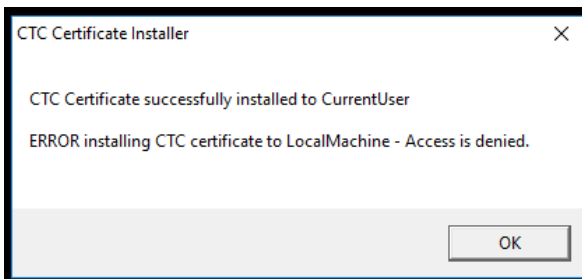 CTC Certificate Installer
CTC Certificate successfully installed to CurrentUser
ERROR installing CTC certificate to LocalMachine - Access is denied.
OK